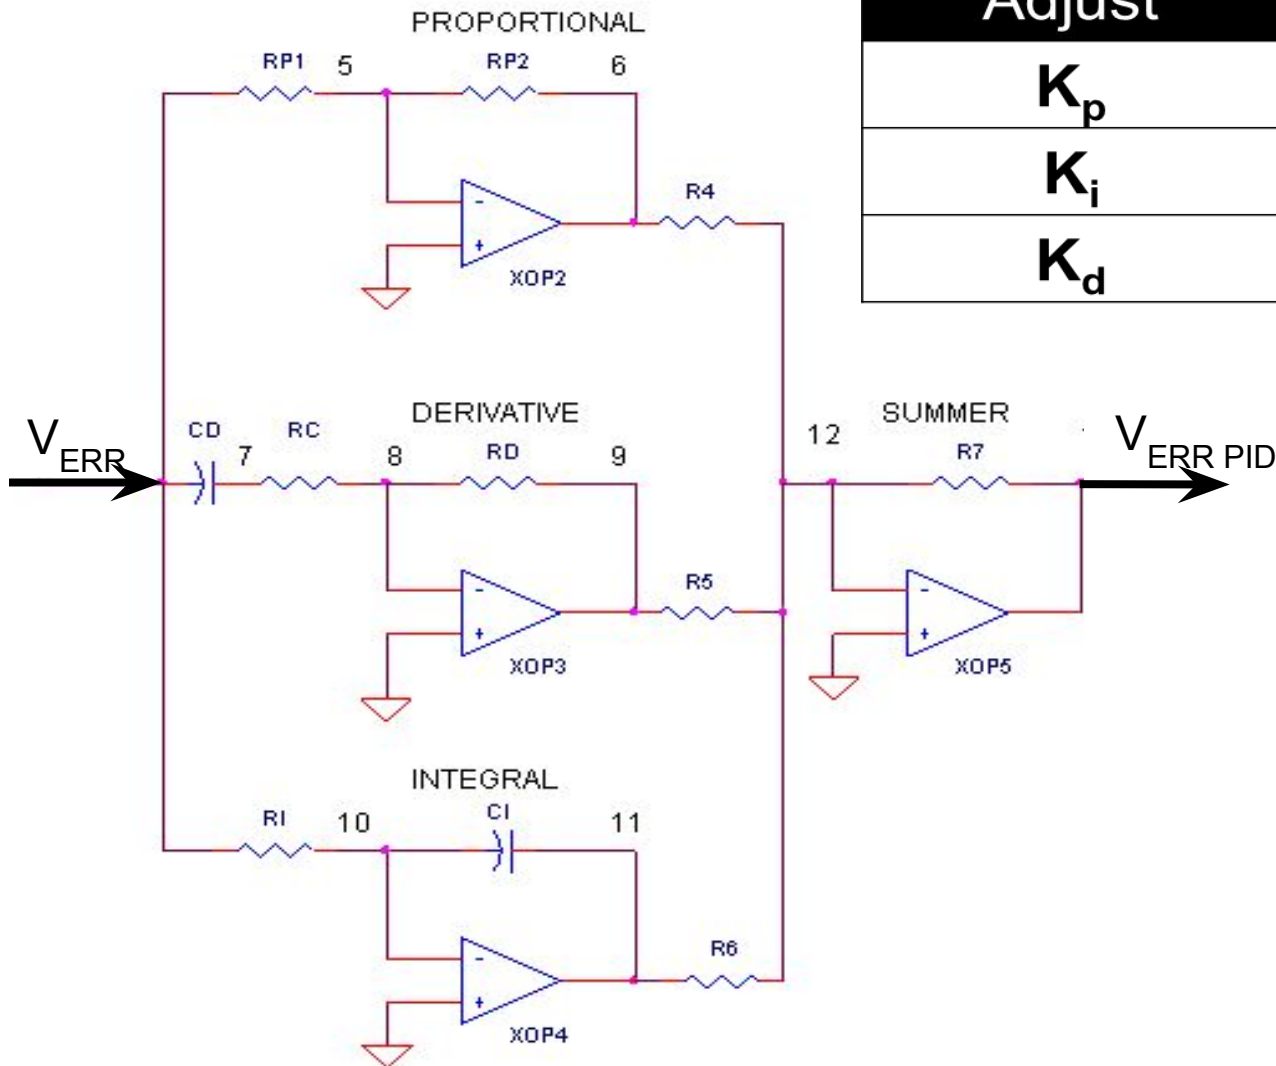 PROPORTIONAL
Adjust
RP1 5 RP2 6
Kp
Ki
Kd
R4
-
+
XOP2
VERR
CD 7 RC 8
DERIVATIVE
RD 9
12
SUMMER
R7
VERR PID
R5
-
+
XOP3
-
+
XOP5
INTEGRAL
RI 10 CI 11
R6
-
+
XOP4